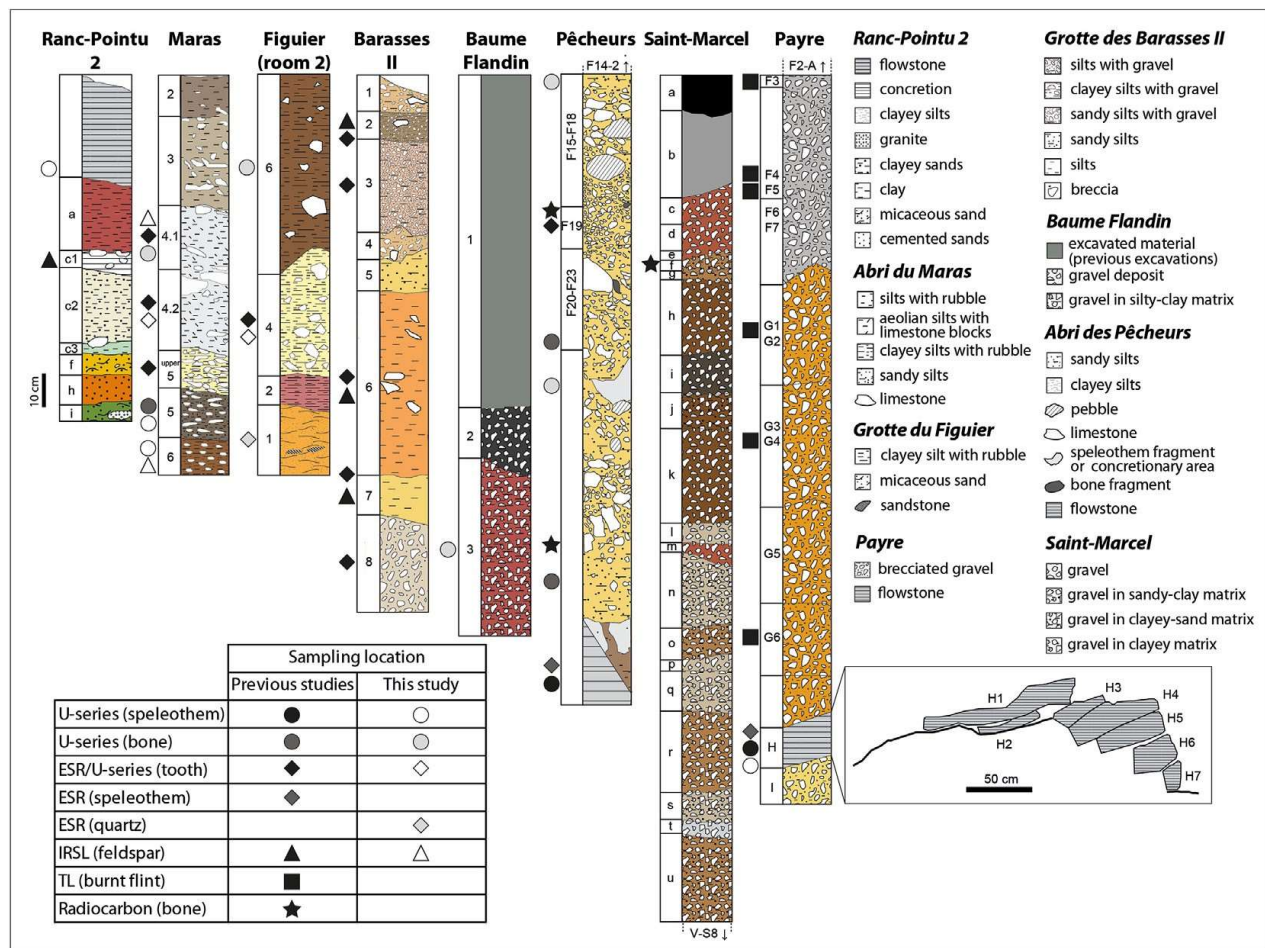 Ranc-Pointu 2
Maras
Figuier (room 2)
Barasses II
Baume Flandin
Pêcheurs
Saint-Marcel
Payre
a
c1
c2
c3
f
h
i
10 cm
2
3
4.1
4.2
upper 5
5
6
6
4
2
1
1
2
3
4
5
6
7
8
1
2
3
F14-2 ↑
F15-F18
F19
F20-F23
a
b
c
d
e
f
g
h
i
j
k
l
m
n
o
p
q
r
s
t
u
V-S8 ↓
F2-A ↑
F3
F4
F5
F6
F7
G1
G2
G3
G4
G5
G6
H
I
Ranc-Pointu 2
flowstone
concretion
clayey silts
granite
clayey sands
clay
micaceous sand
cemented sands
Abri du Maras
silts with rubble
aeolian silts with
limestone blocks
clayey silts with rubble
sandy silts
limestone
Grotte du Figuier
clayey silt with rubble
micaceous sand
sandstone
Payre
brecciated gravel
flowstone
Grotte des Barasses II
silts with gravel
clayey silts with gravel
sandy silts with gravel
sandy silts
silts
breccia
Baume Flandin
excavated material
(previous excavations)
gravel deposit
gravel in silty-clay matrix
Abri des Pêcheurs
sandy silts
clayey silts
pebble
limestone
speleothem fragment
or concretionary area
bone fragment
flowstone
Saint-Marcel
gravel
gravel in sandy-clay matrix
gravel in clayey-sand matrix
gravel in clayey matrix
H1
H2
H3
H4
H5
H6
H7
50 cm
Sampling location
Previous studies This study
U-series (speleothem)
U-series (bone)
ESR/U-series (tooth)
ESR (speleothem)
ESR (quartz)
IRSL (feldspar)
TL (burnt flint)
Radiocarbon (bone)